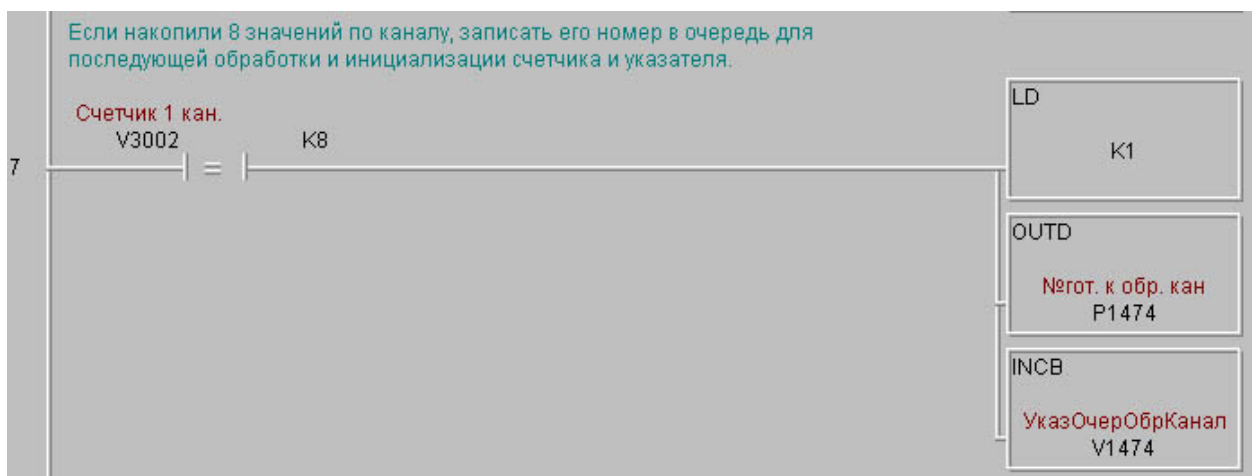 Если накопили 8 значений по каналу, записать его номер в очередь для
последующей обработки и инициализации счетчика и указателя.
Счетчик 1 кан.
V3002 = K8
7
LD
K1
OUTD
№гот. к обр. кан
P1474
INCB
УказОчерОбрКанал
V1474